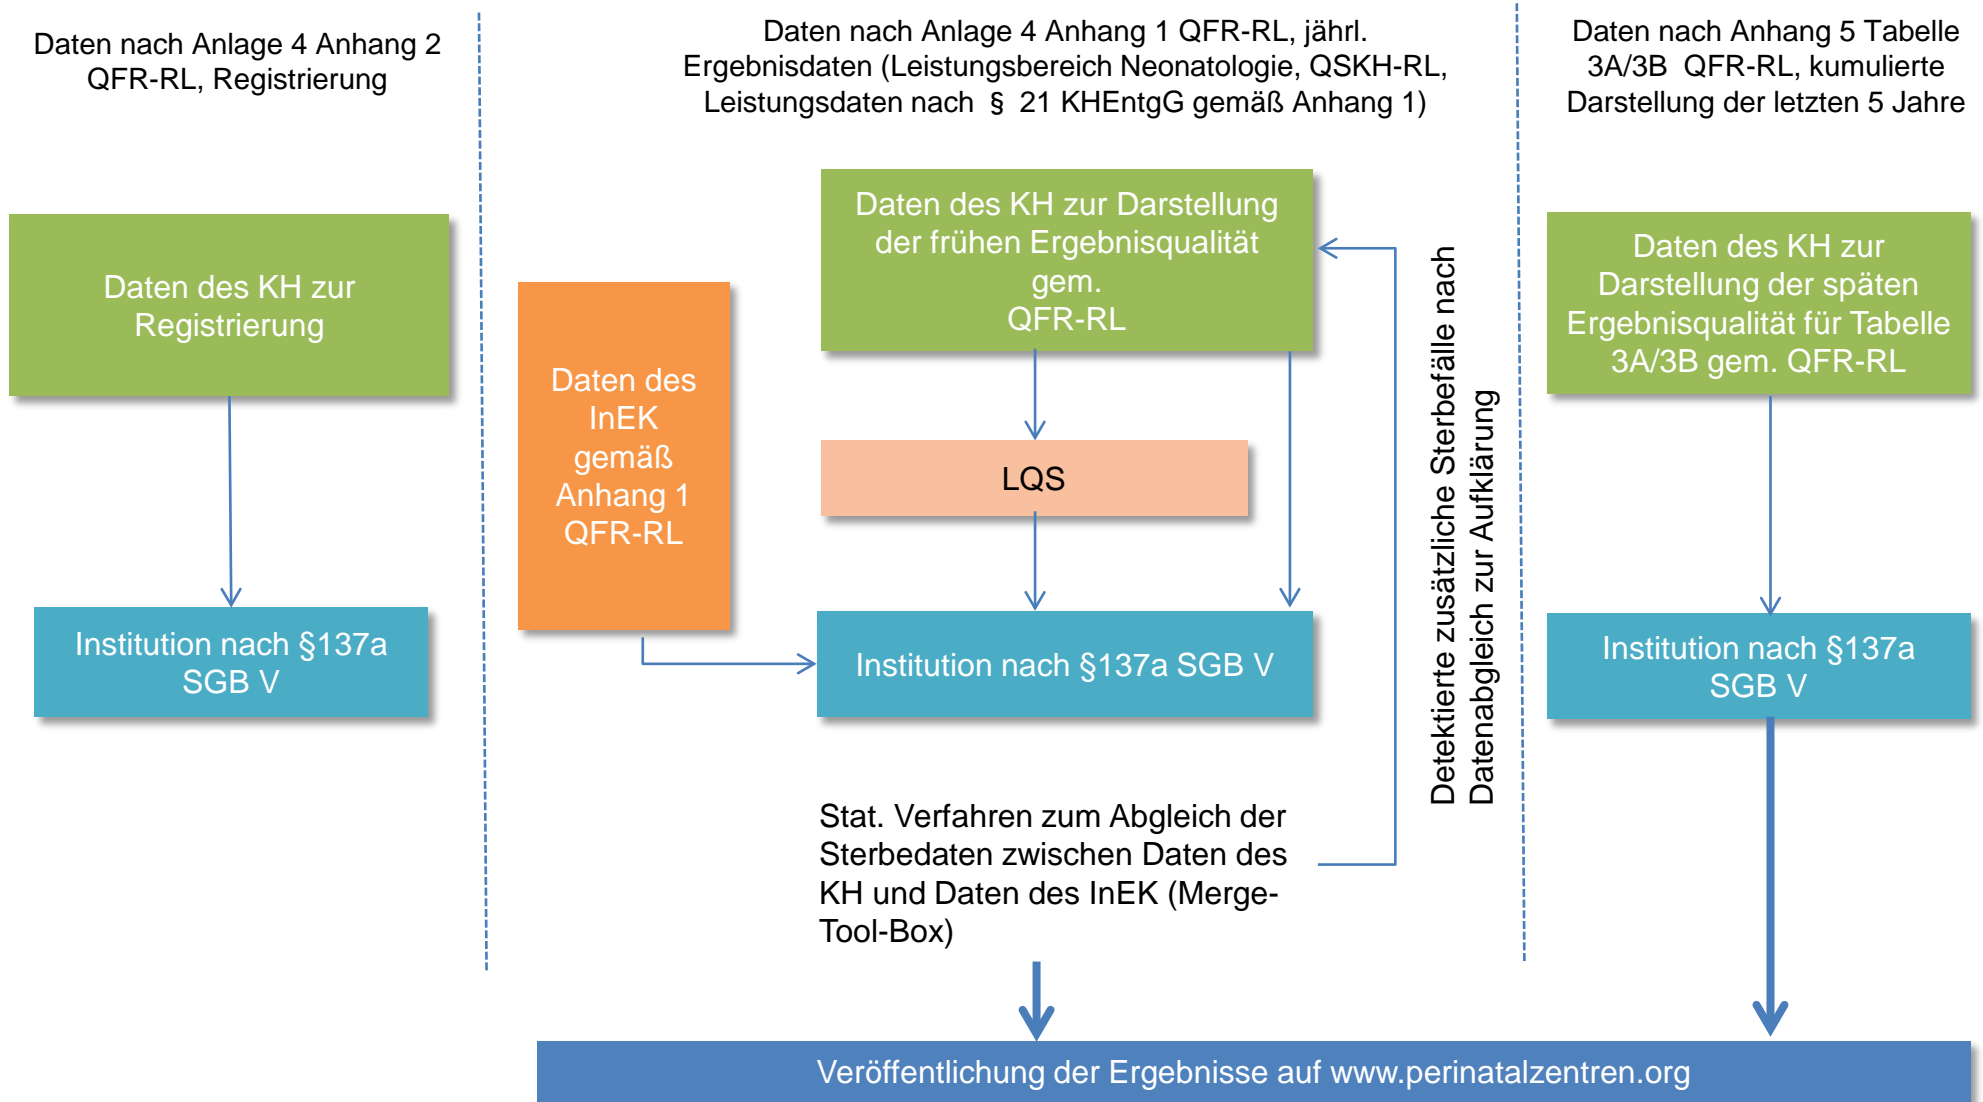 Daten nach Anlage 4 Anhang 2
QFR-RL, Registrierung
Daten des KH zur
Registrierung
Institution nach §137a
SGB V
Daten nach Anlage 4 Anhang 1 QFR-RL, jährl.
Ergebnisdaten (Leistungsbereich Neonatologie, QSKH-RL,
Leistungsdaten nach § 21 KHEntgG gemäß Anhang 1)
Daten des KH zur Darstellung
der frühen Ergebnisqualität
gem.
QFR-RL
Daten des
InEK
gemäß
Anhang 1
QFR-RL
LQS
Institution nach §137a SGB V
Stat. Verfahren zum Abgleich der
Sterbedaten zwischen Daten des
KH und Daten des InEK (Merge-
Tool-Box)
Detektierte zusätzliche Sterbefälle nach
Datenabgleich zur Aufklärung
Daten nach Anhang 5 Tabelle
3A/3B QFR-RL, kumulierte
Darstellung der letzten 5 Jahre
Daten des KH zur
Darstellung der späten
Ergebnisqualität für Tabelle
3A/3B gem. QFR-RL
Institution nach §137a
SGB V
Veröffentlichung der Ergebnisse auf www.perinatalzentren.org